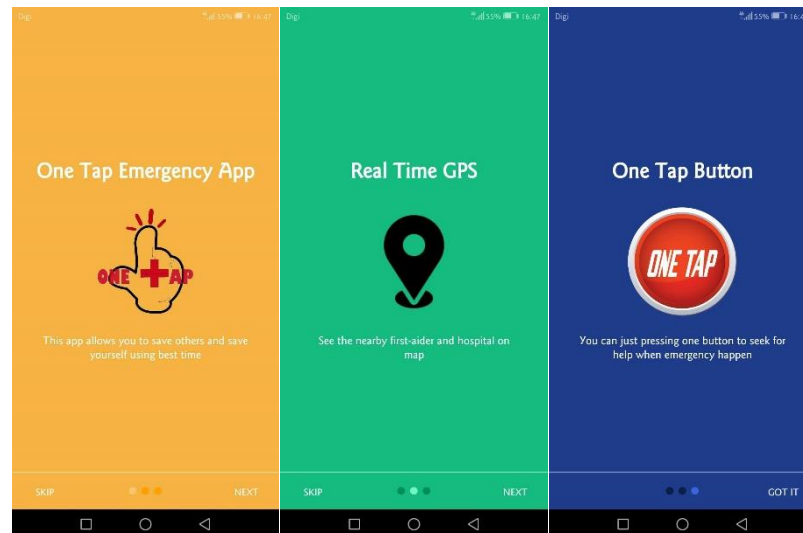 Digi
55% 16:47
One Tap Emergency App
ONE TAP
This app allows you to save others and save
yourself using best time
SKIP
NEXT
Digi
55% 16:47
Real Time GPS
See the nearby first-aider and hospital on
map
SKIP
NEXT
Digi
55% 16:4
One Tap Button
ONE TAP
You can just pressing one button to seek for
help when emergency happen
GOT IT